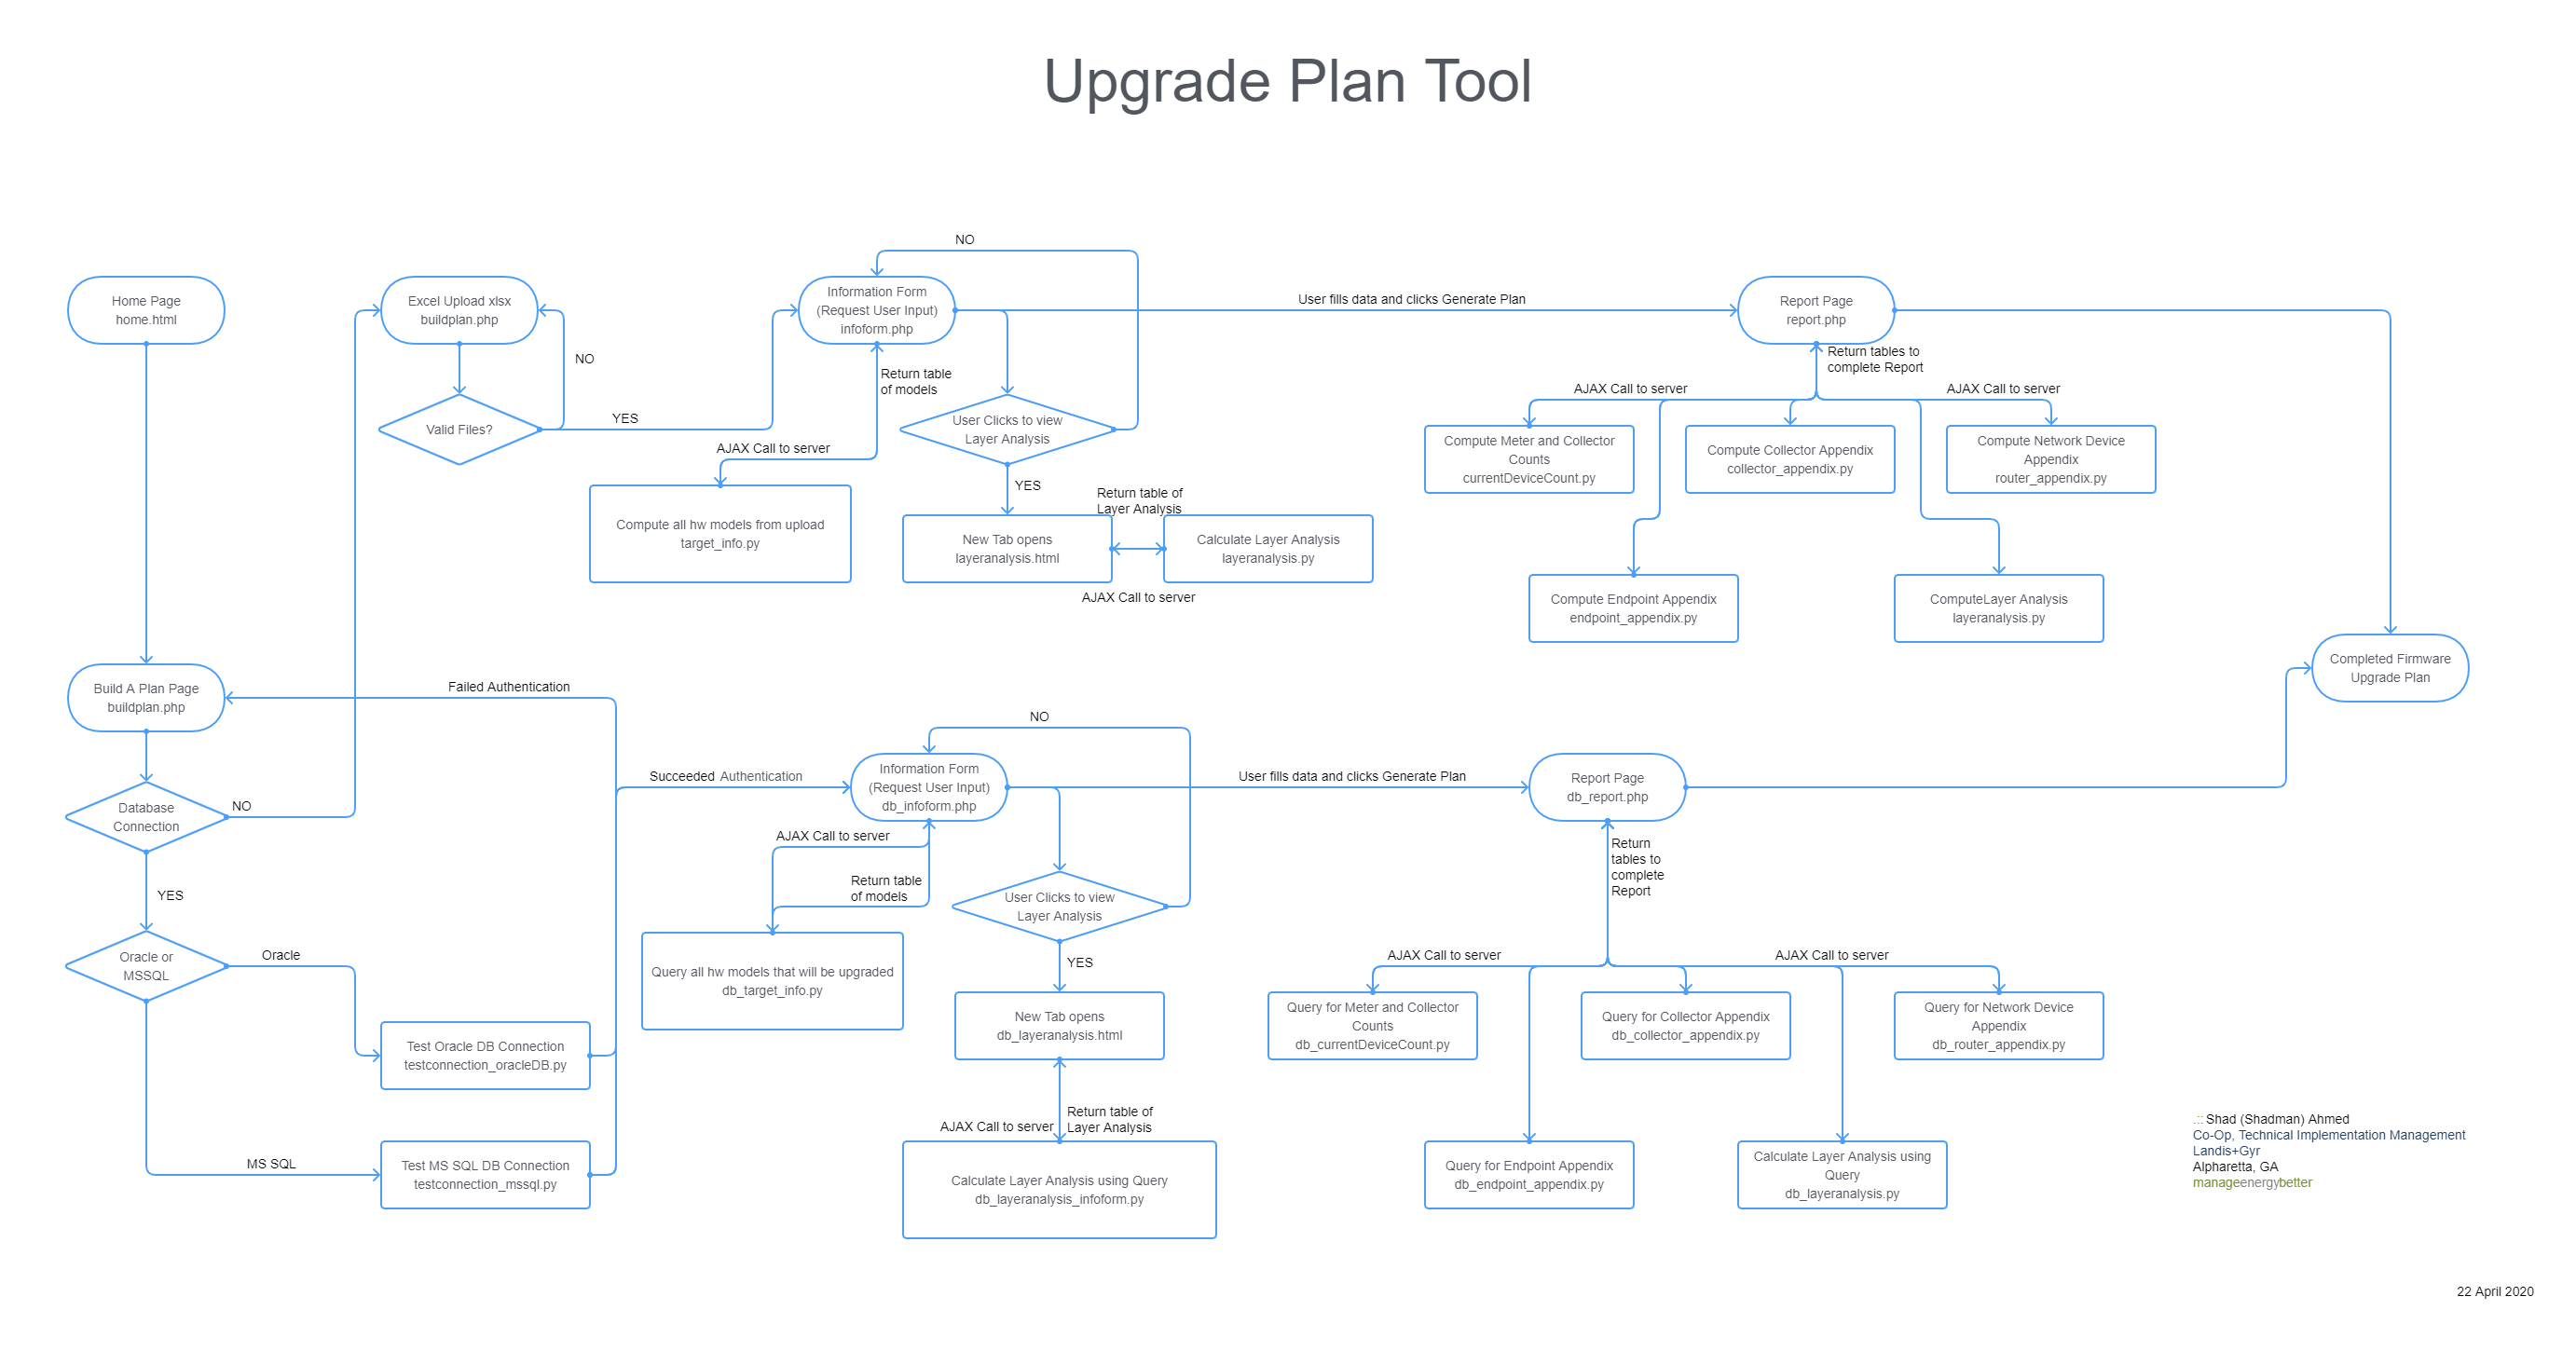 Upgrade Plan Tool
Home Page
home.html
Excel Upload xlsx
buildplan.php
NO
Valid Files?
YES
NO
Information Form
(Request User Input)
infoform.php
Return table
of models
AJAX Call to server
Compute all hw models from upload
target_info.py
User Clicks to view
Layer Analysis
YES
New Tab opens
layeranalysis.html
Return table of
Layer Analysis
Calculate Layer Analysis
layeranalysis.py
AJAX Call to server
User fills data and clicks Generate Plan
Report Page
report.php
Return tables to
complete Report
AJAX Call to server
AJAX Call to server
Compute Meter and Collector
Counts
currentDeviceCount.py
Compute Collector Appendix
collector_appendix.py
Compute Network Device
Appendix
router_appendix.py
Compute Endpoint Appendix
endpoint_appendix.py
ComputeLayer Analysis
layeranalysis.py
Completed Firmware
Upgrade Plan
Build A Plan Page
buildplan.php
Failed Authentication
Database
Connection
NO
YES
Oracle or
MSSQL
Oracle
Test Oracle DB Connection
testconnection_oracleDB.py
MS SQL
Test MS SQL DB Connection
testconnection_mssql.py
Succeeded Authentication
NO
Information Form
(Request User Input)
db_infoform.php
AJAX Call to server
Return table
of models
Query all hw models that will be upgraded
db_target_info.py
User Clicks to view
Layer Analysis
YES
New Tab opens
db_layeranalysis.html
AJAX Call to server
Return table of
Layer Analysis
Calculate Layer Analysis using Query
db_layeranalysis_infoform.py
User fills data and clicks Generate Plan
Report Page
db_report.php
Return
tables to
complete
Report
AJAX Call to server
AJAX Call to server
Query for Meter and Collector
Counts
db_currentDeviceCount.py
Query for Collector Appendix
db_collector_appendix.py
Query for Network Device
Appendix
db_router_appendix.py
Query for Endpoint Appendix
db_endpoint_appendix.py
Calculate Layer Analysis using
Query
db_layeranalysis.py
.:: Shad (Shadman) Ahmed
Co-Op, Technical Implementation Management
Landis+Gyr
Alpharetta, GA
manageenergybetter
22 April 2020